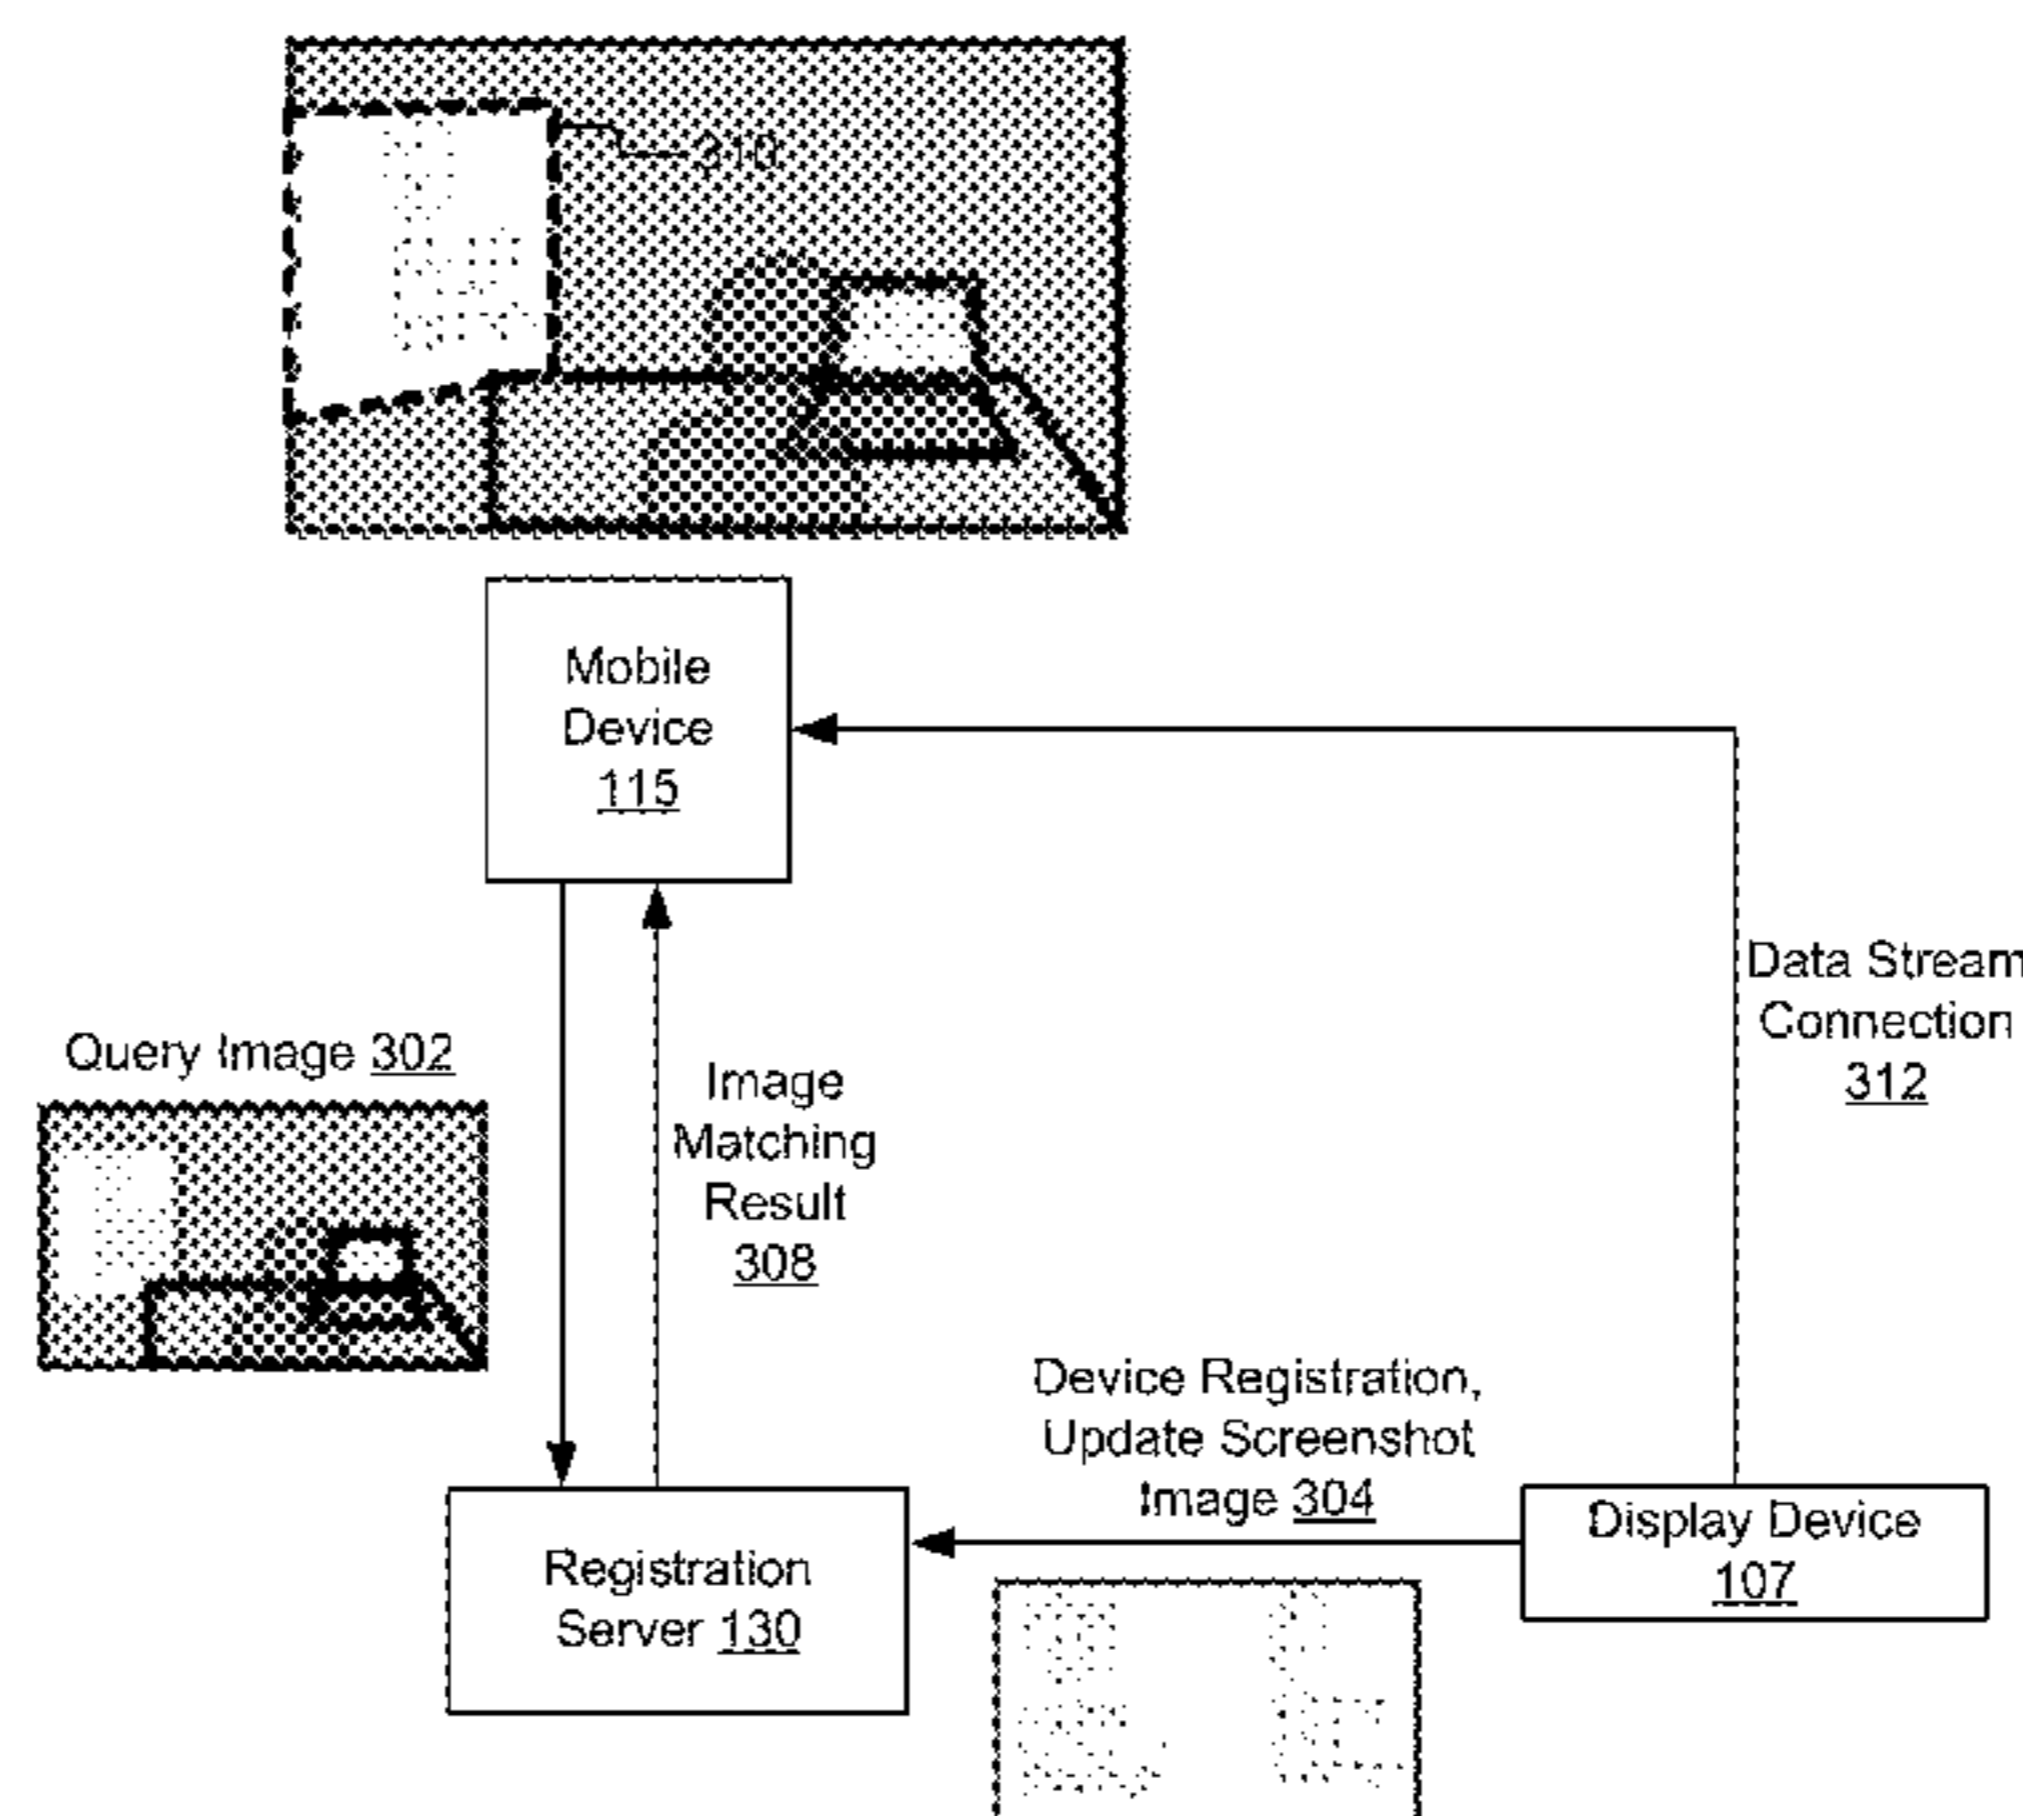 310
Mobile
Device
115
Data Stream
Connection
312
Query Image 302
Image
Matching
Result
308
Device Registration,
Update Screenshot
Image 304
Display Device
107
Registration
Server 130